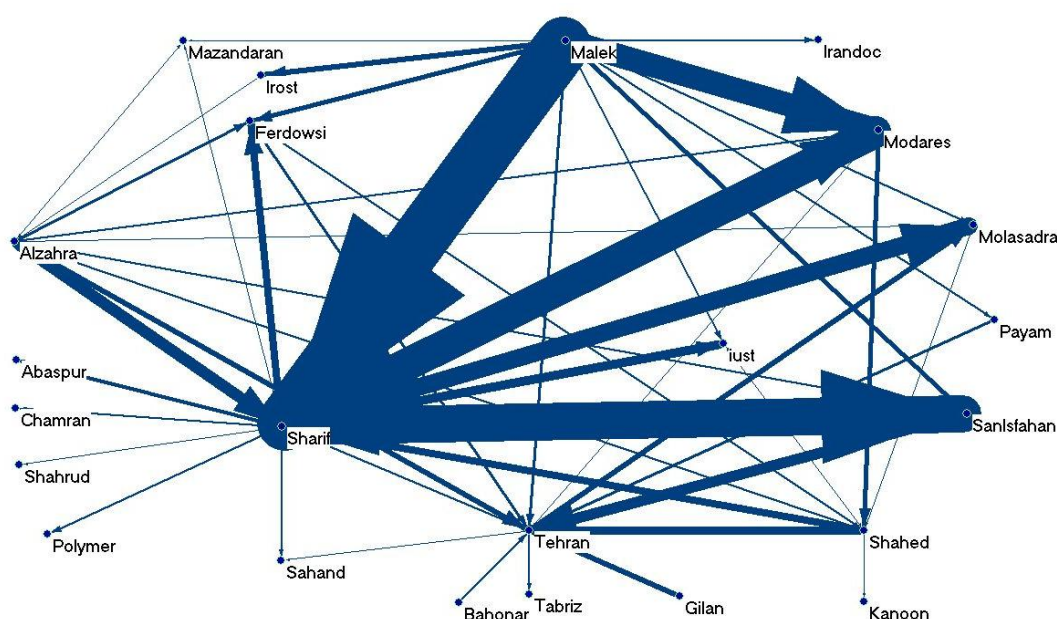 Mazandaran
Malek
Irandoc
Irost
Ferdowsi
Modares
Alzahra
Molasadra
Payam
iust
Abaspur
Chamran
Sharif
SanIsfahan
Shahrud
Polymer
Tehran
Shahed
Sahand
Bahonar
Tabriz
Gilan
Kanoon